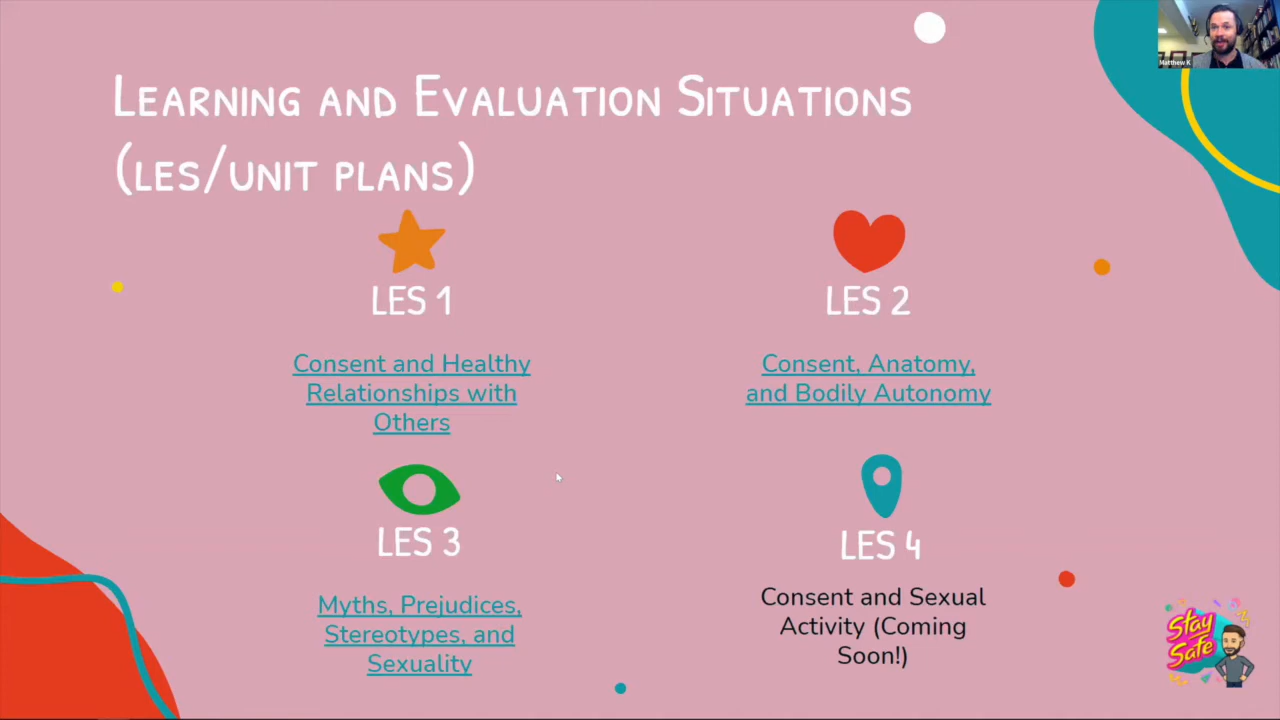 Matthew K
Learning and Evaluation Situations
(LES/unit plans)
LES 1
Consent and Healthy
Relationships with
Others
LES 2
Consent, Anatomy,
and Bodily Autonomy
LES 3
Myths, Prejudices,
Stereotypes, and
Sexuality
LES 4
Consent and Sexual
Activity (Coming
Soon!)
Stay
Safe